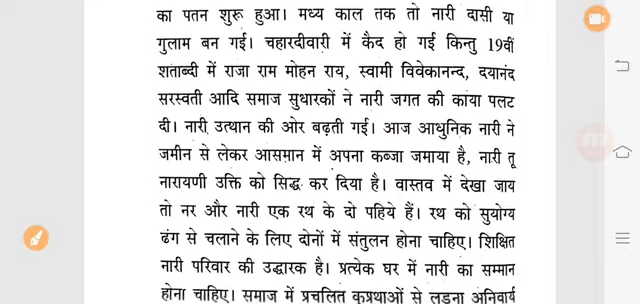 का पतन शुरू हुआ। मध्य काल तक तो नारी दासी या
गुलाम बन गई। चहारदीवारी में कैद हो गई किन्तु 19वीं
शताब्दी में राजा राम मोहन राय, स्वामी विवेकानन्द, दयानंद
सरस्वती आदि समाज सुधारकों ने नारी जगत की काया पलट
दी। नारी उत्थान की ओर बढ़ती गई। आज आधुनिक नारी ने
जमीन से लेकर आसमान में अपना कब्जा जमाया है, नारी तू
नारायणी उक्ति को सिद्ध कर दिया है। वास्तव में देखा जाय
तो नर और नारी एक रथ के दो पहिये हैं। रथ को सुयोग्य
ढंग से चलाने के लिए दोनों में संतुलन होना चाहिए। शिक्षित
नारी परिवार की उद्धारक है। प्रत्येक घर में नारी का सम्मान
होना चाहिए। समाज में प्रचलित कुप्रथाओं से लड़ना अनिवार्य